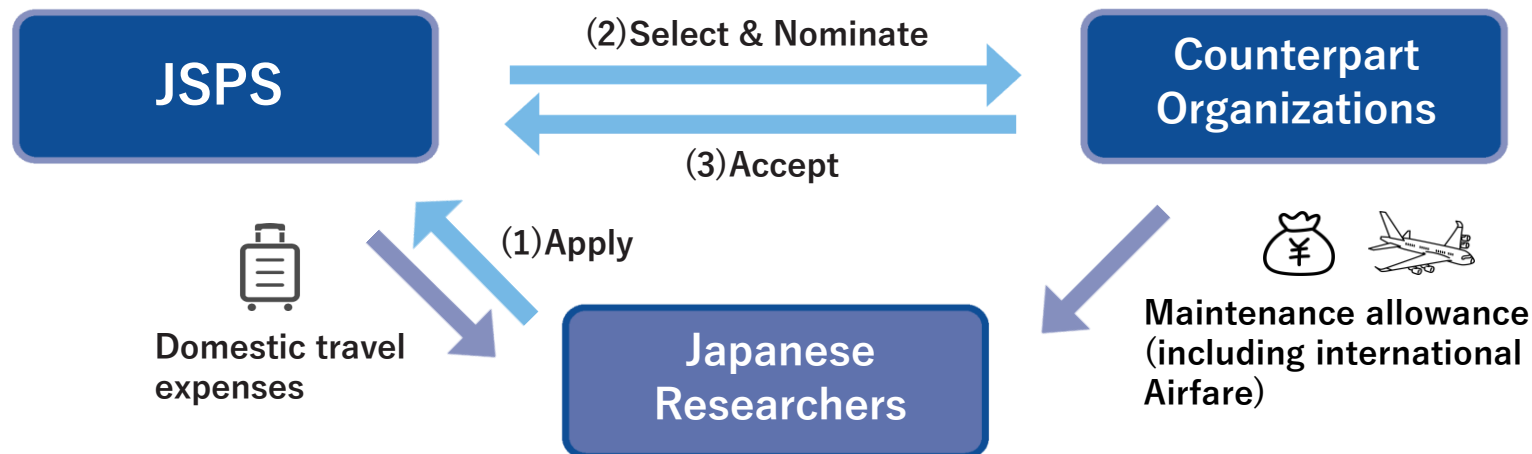 (2)Select & Nominate
JSPS
Counterpart
Organizations
(3)Accept
(1)Apply
¥
Domestic travel
expenses
Japanese
Researchers
Maintenance allowance
(including international
Airfare)